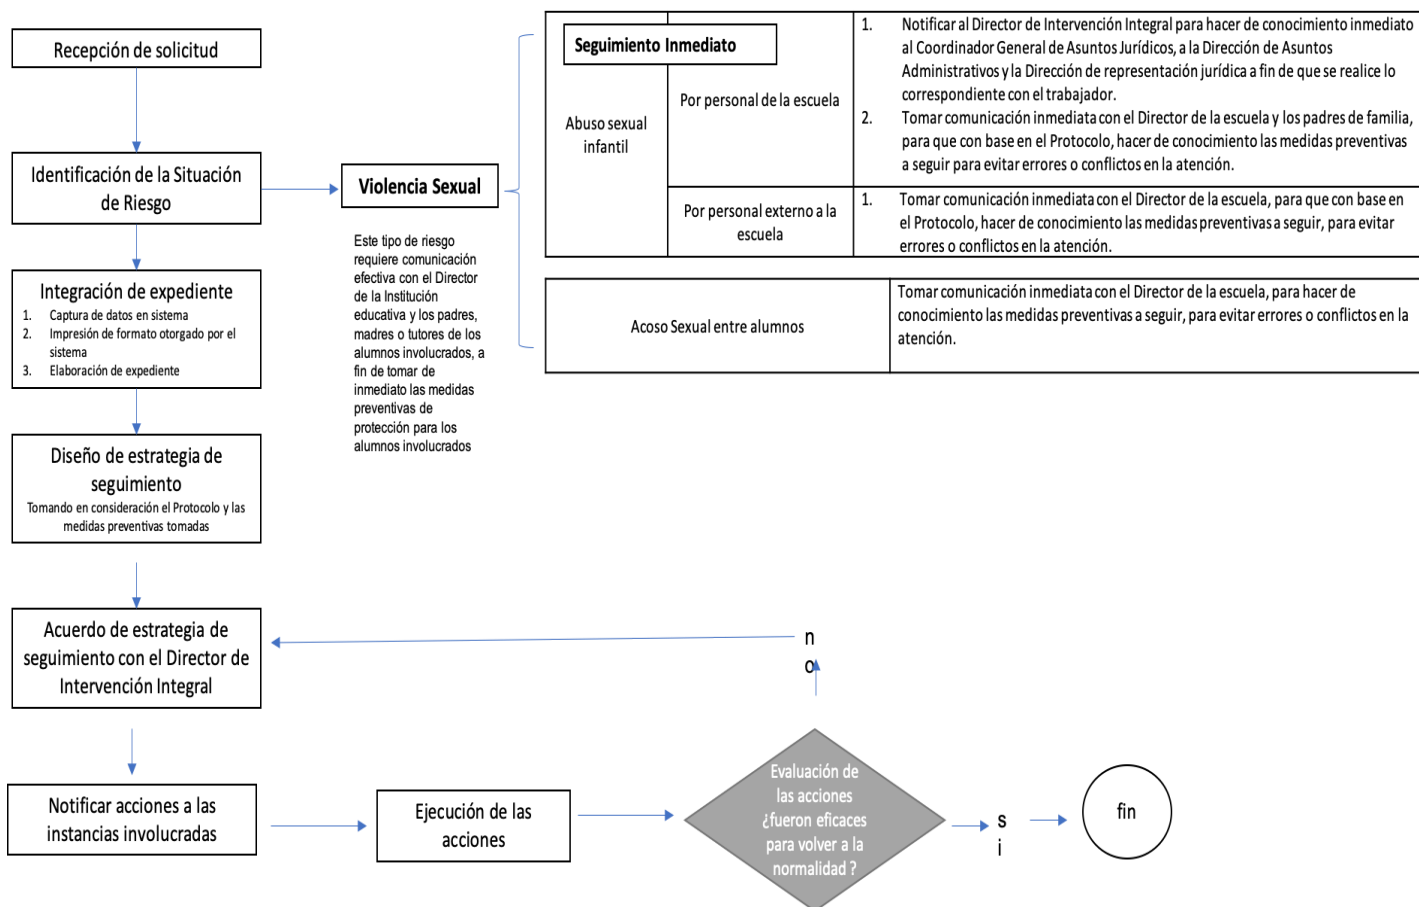 Recepción de solicitud
Identificación de la Situación
de Riesgo
Integración de expediente
1. Captura de datos en sistema
2. Impresión de formato otorgado por el
sistema
3. Elaboración de expediente
Diseño de estrategia de
seguimiento
Tomando en consideración el Protocolo y las
medidas preventivas tomadas
Acuerdo de estrategia de
seguimiento con el Director de
Intervención Integral
Notificar acciones a las
instancias involucradas
Violencia Sexual
Este tipo de riesgo
requiere comunicación
efectiva con el Director
de la Institución
educativa y los padres,
madres o tutores de los
alumnos involucrados, a
fin de tomar de
inmediato las medidas
preventivas de
protección para los
alumnos involucrados
Seguimiento Inmediato
Abuso sexual
infantil
Por personal de la escuela
1. Notificar al Director de Intervención Integral para hacer de conocimiento inmediato
al Coordinador General de Asuntos Jurídicos, a la Dirección de Asuntos
Administrativos y la Dirección de representación jurídica a fin de que se realice lo
correspondiente con el trabajador.
2. Tomar comunicación inmediata con el Director de la escuela y los padres de familia,
para que con base en el Protocolo, hacer de conocimiento las medidas preventivas
a seguir para evitar errores o conflictos en la atención.
Por personal externo a la
escuela
1. Tomar comunicación inmediata con el Director de la escuela, para que con base en
el Protocolo, hacer de conocimiento las medidas preventivas a seguir, para evitar
errores o conflictos en la atención.
Acoso Sexual entre alumnos
Tomar comunicación inmediata con el Director de la escuela, para hacer de
conocimiento las medidas preventivas a seguir, para evitar errores o conflictos en la
atención.
n
o
Ejecución de las
acciones
Evaluación de
las acciones
¿fueron eficaces
para volver a la
normalidad ?
s
i
fin